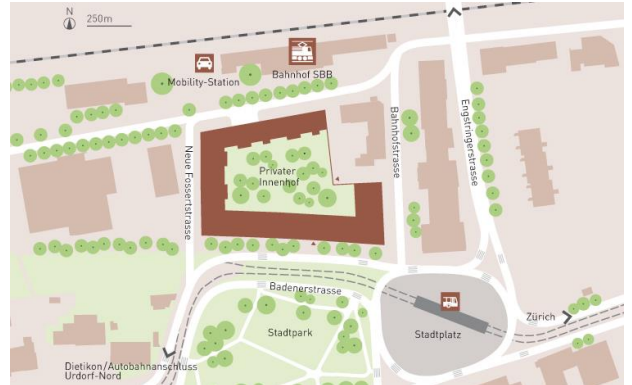 N
250m
Mobility-Station
Bahnhof SBB
Neue Fossertstrasse
Bahnhofstrasse
Engstringerstrasse
Privater
Innenhof
Badenerstrasse
Stadtpark
Stadtplatz
Zürich
Dietikon/Autobahnanschluss
Urdorf-Nord